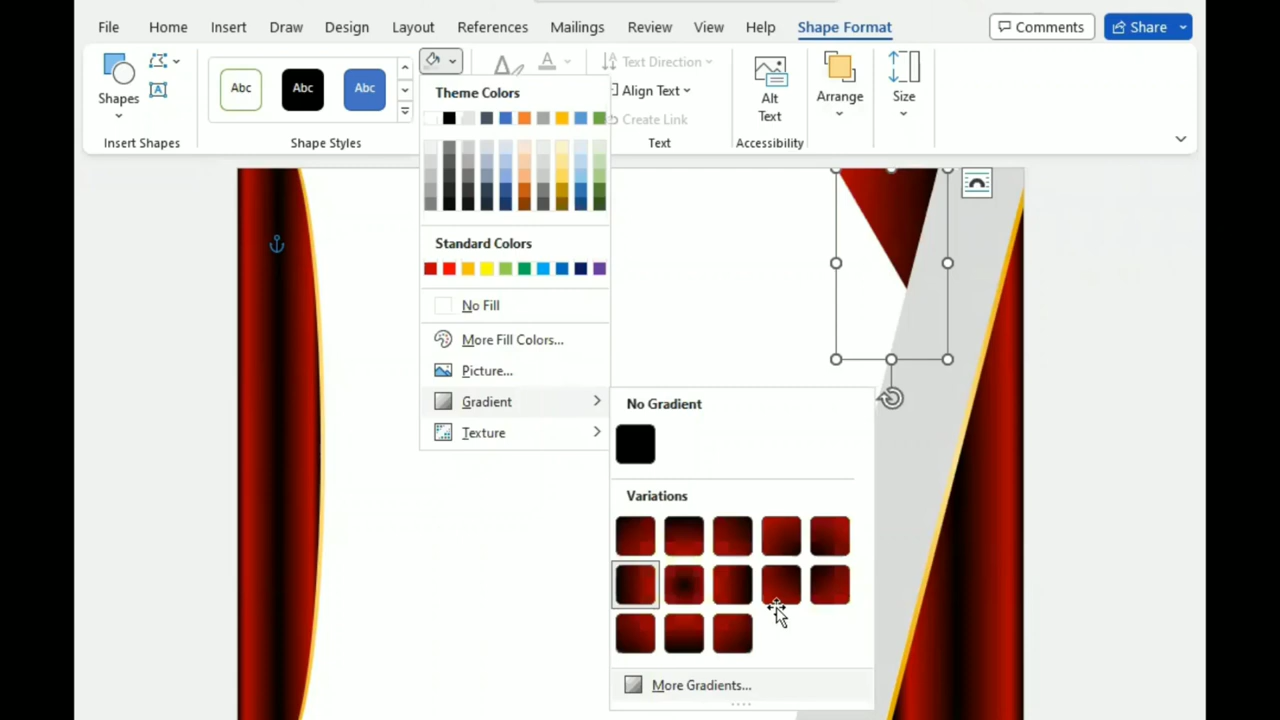 File Home Insert Draw Design Layout References Mailings Review View Help Shape Format Comments Share
Shapes
Abc Abc Abc
A A
Text Direction
Align Text
Create Link
Alt
Text
Arrange
Size
Insert Shapes Shape Styles Text Accessibility
Theme Colors
Standard Colors
No Fill
More Fill Colors...
Picture...
Gradient
Texture
No Gradient
Variations
More Gradients...